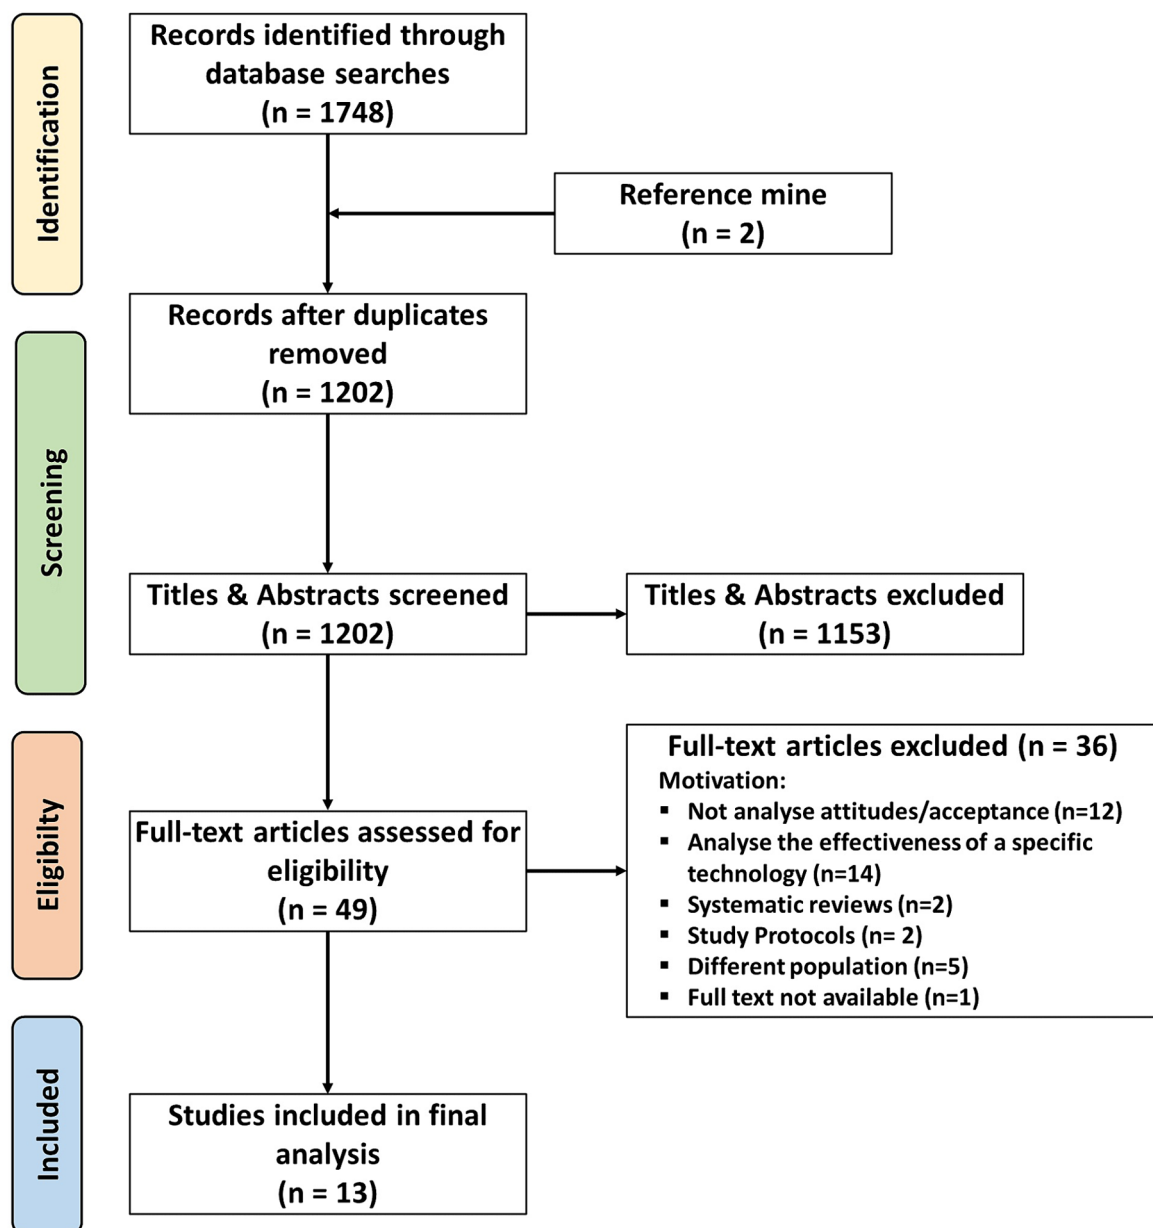 Identification
Records identified through
database searches
(n = 1748)
Reference mine
(n = 2)
Records after duplicates
removed
(n = 1202)
Screening
Titles & Abstracts screened
(n = 1202)
Titles & Abstracts excluded
(n = 1153)
Eligibilty
Full-text articles assessed for
eligibility
(n = 49)
Full-text articles excluded (n = 36)
Motivation:
▪ Not analyse attitudes/acceptance (n=12)
▪ Analyse the effectiveness of a specific
technology (n=14)
▪ Systematic reviews (n=2)
▪ Study Protocols (n= 2)
▪ Different population (n=5)
▪ Full text not available (n=1)
Included
Studies included in final
analysis
(n = 13)